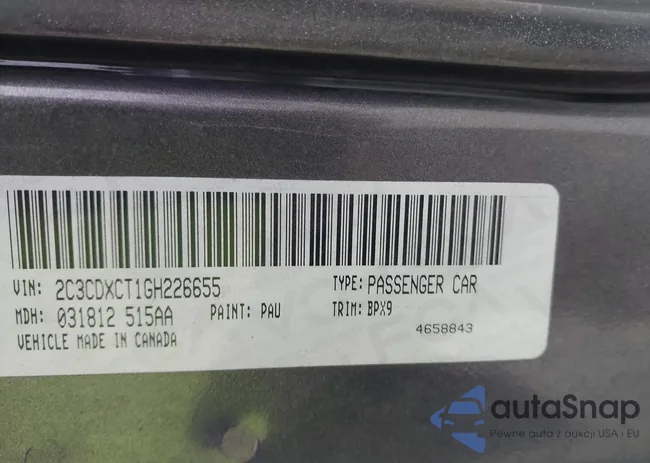 VIN: 2C3CDXCT1GH226655 TYPE: PASSENGER CAR
MDH: 031812 515AA PAINT: PAU TRIM: BPX9
VEHICLE MADE IN CANADA 4658843
autaSnap
Pewne auta z aukcji USA i EU